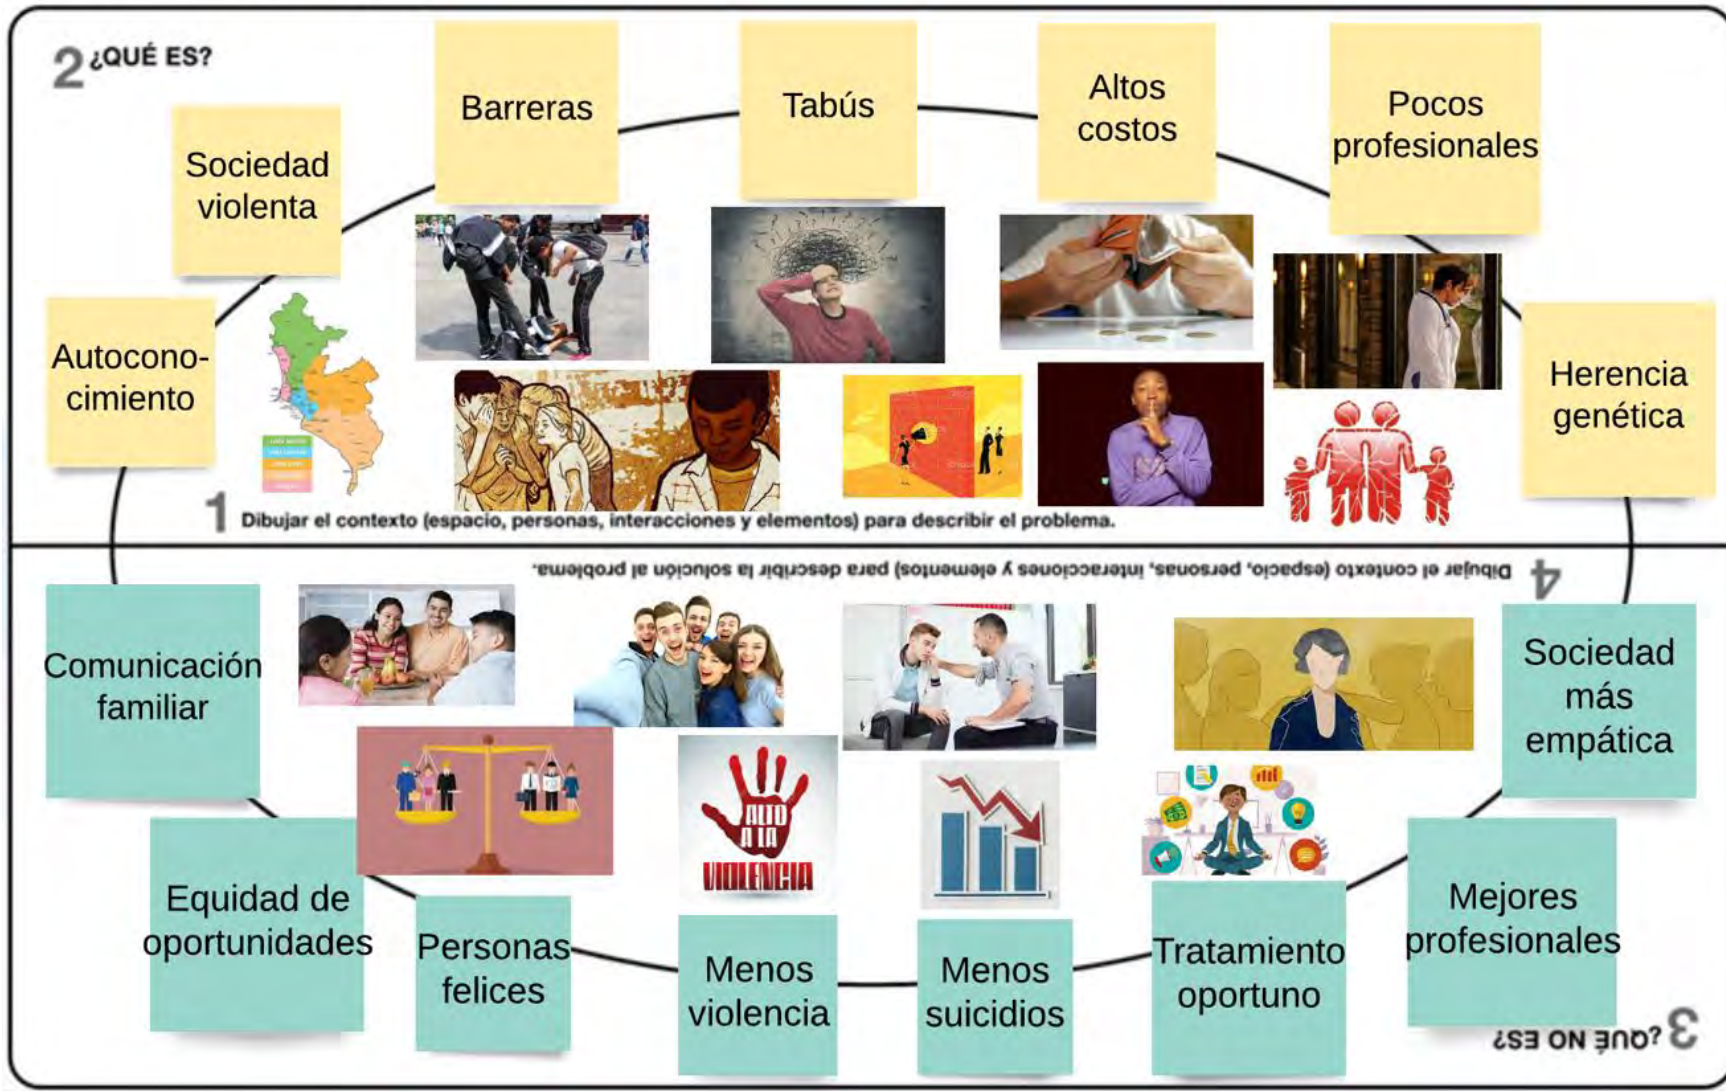 2 ¿QUÉ ES?
Barreras
Tabús
Altos
costos
Pocos
profesionales
Sociedad
violenta
Autocono-
cimiento
Herencia
genética
1 Dibujar el contexto (espacio, personas, interacciones y elementos) para describir el problema.
4 Dibujar el contexto (espacio, personas, interacciones y elementos) para describir la solución al problema.
Comunicación
familiar
Sociedad
más
empática
ALTO
A LA
VIOLENCIA
Equidad de
oportunidades
Personas
felices
Menos
violencia
Menos
suicidios
Tratamiento
oportuno
Mejores
profesionales
3 ¿QUÉ NO ES?